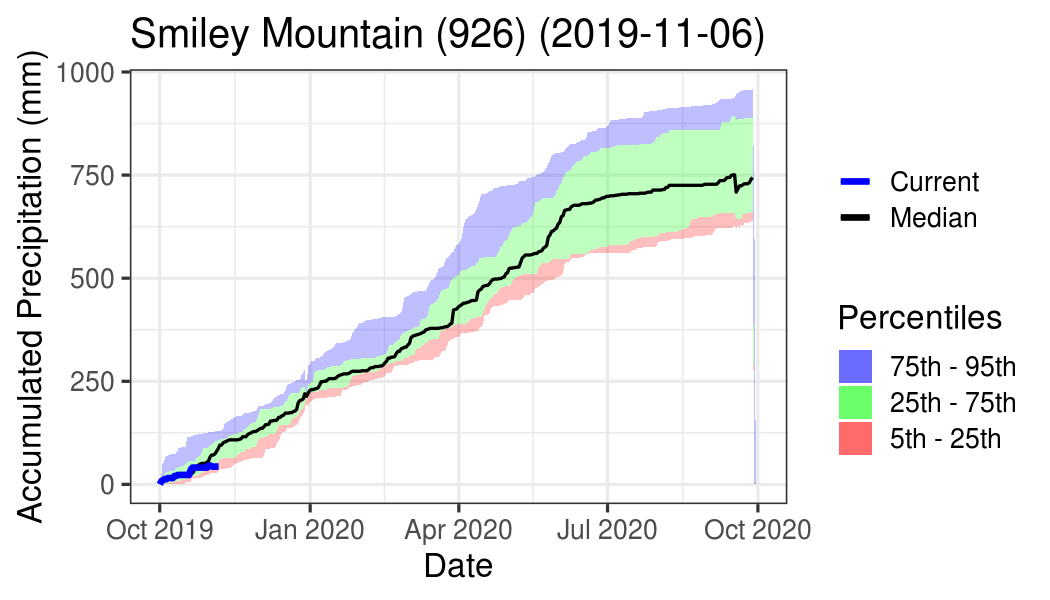 Smiley Mountain (926) (2019-11-06)
Accumulated Precipitation (mm)
1000
750
500
250
0
Oct 2019
Jan 2020
Apr 2020
Jul 2020
Oct 2020
Date
Current
Median
Percentiles
75th - 95th
25th - 75th
5th - 25th